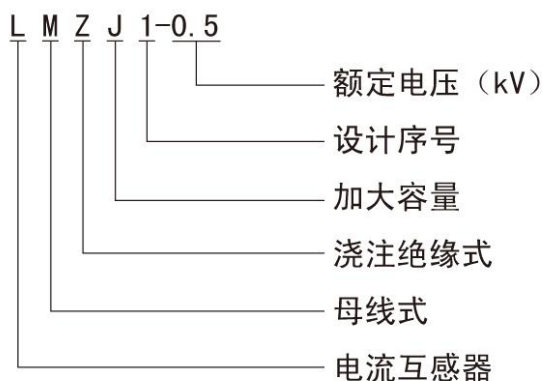 L M Z J 1-0.5
额定电压（kV）
设计序号
加大容量
浇注绝缘式
母线式
电流互感器